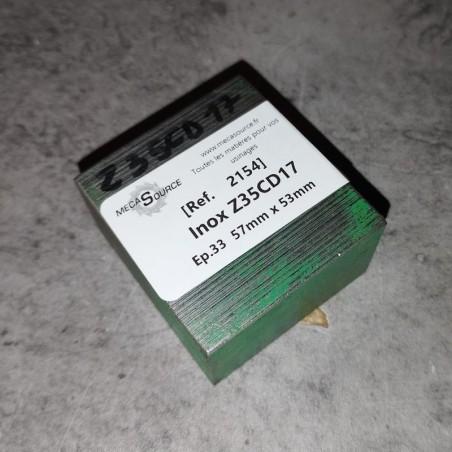 Z35CD17
MECASOURCE
www.mecasource.fr
Toutes les matières pour vos
usinages
[Ref. 2154]
Inox Z35CD17
Ep.33 57mm x 53mm